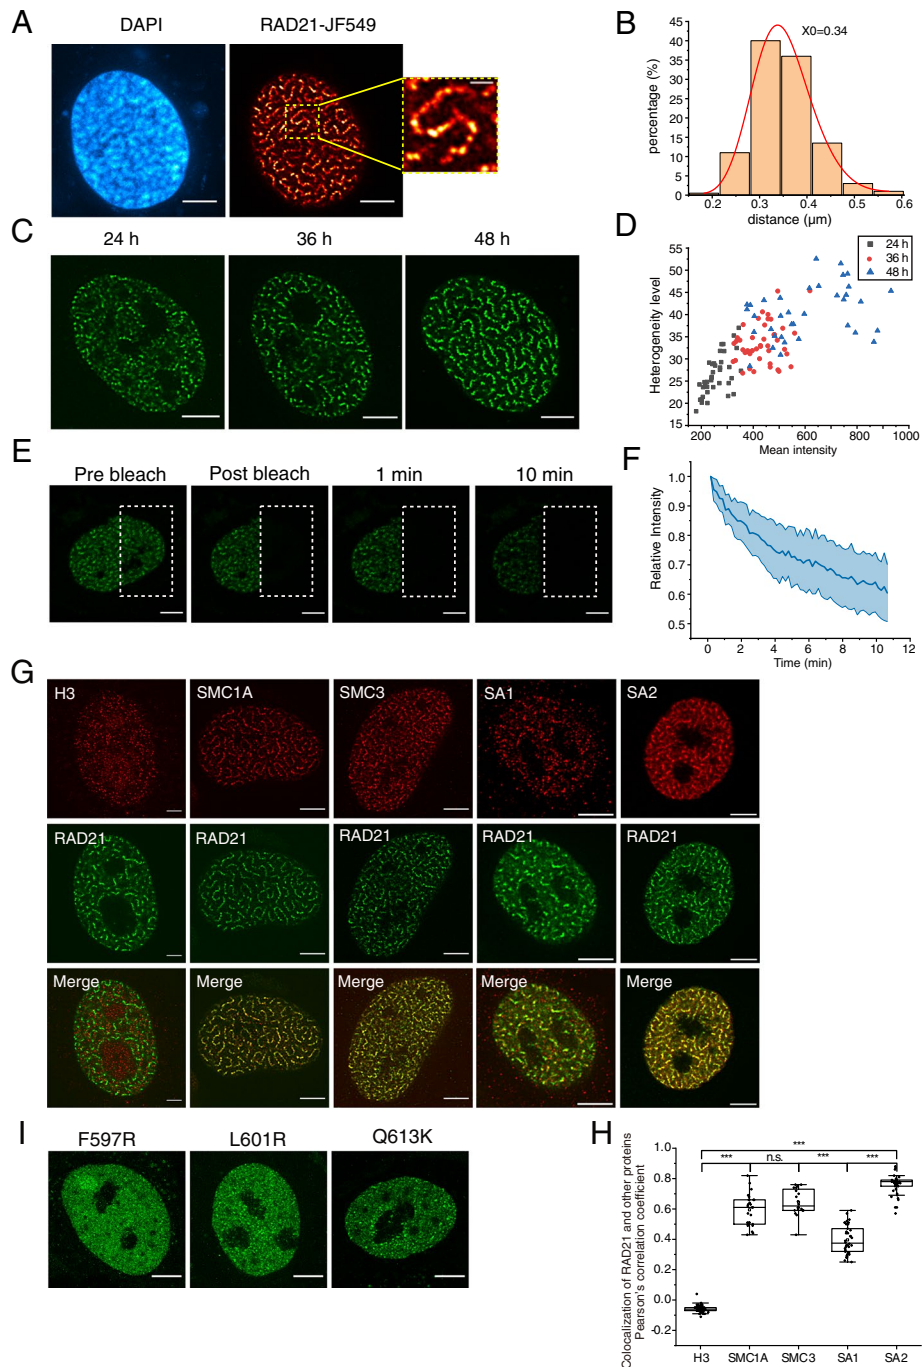 A
DAPI
RAD21-JF549
B
X0=0.34
percentage (%)
45
40
35
30
25
20
15
10
5
0
0.2
0.3
0.4
0.5
0.6
distance (µm)
C
24 h
36 h
48 h
D
24 h
36 h
48 h
Heterogeneity level
55
50
45
40
35
30
25
20
15
200
400
600
800
1000
Mean intensity
E
Pre bleach
Post bleach
1 min
10 min
F
Relative Intensity
1.0
0.9
0.8
0.7
0.6
0.5
0
2
4
6
8
10
12
Time (min)
G
H3
SMC1A
SMC3
SA1
SA2
RAD21
RAD21
RAD21
RAD21
RAD21
Merge
Merge
Merge
Merge
Merge
I
F597R
L601R
Q613K
H
Colocalization of RAD21 and other proteins
Pearson's correlation coefficient
1.0
0.8
0.6
0.4
0.2
0.0
-0.2
***
***
n.s.
***
***
H3
SMC1A
SMC3
SA1
SA2